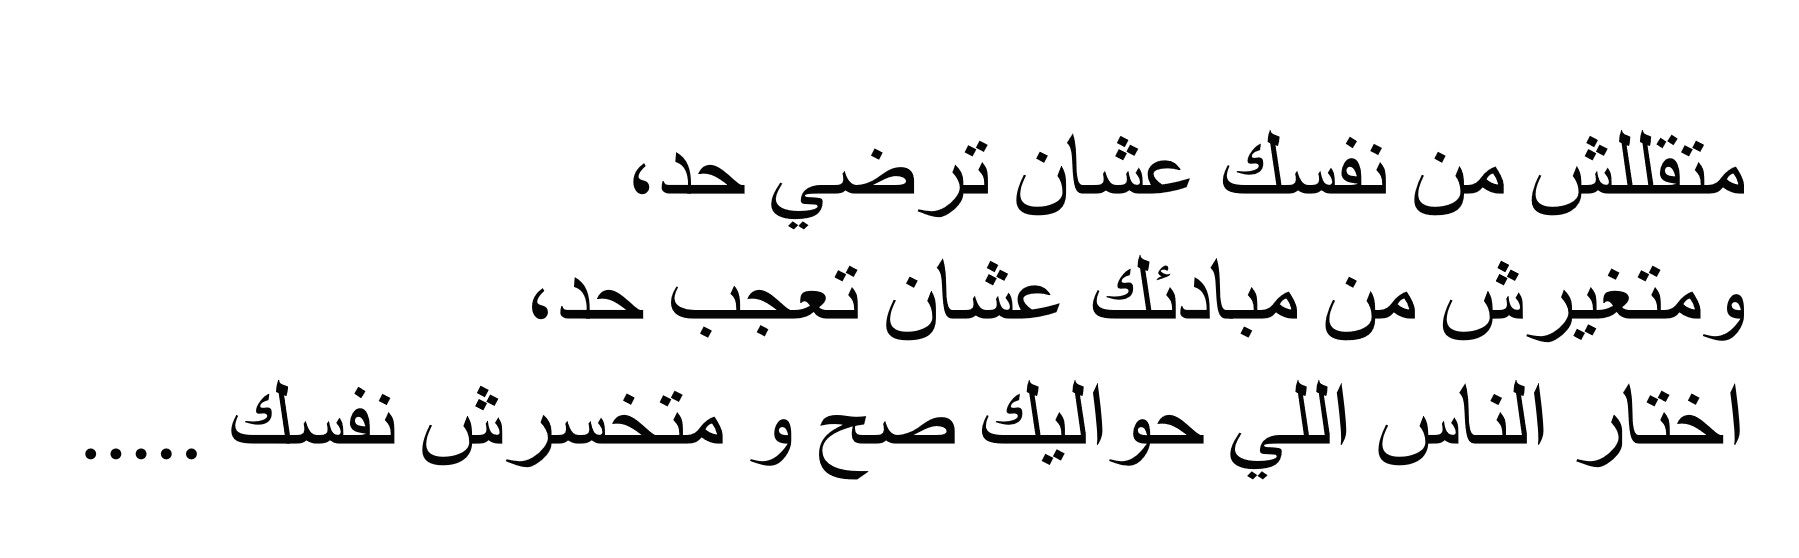 متقللش من نفسك عشان ترضي حد،
ومتغيرش من مبادئك عشان تعجب حد،
اختار الناس اللي حواليك صح و متخسرش نفسك .....